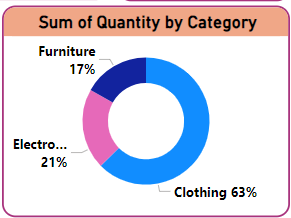 Sum of Quantity by Category
Furniture
17%
Electro...
21%
Clothing 63%